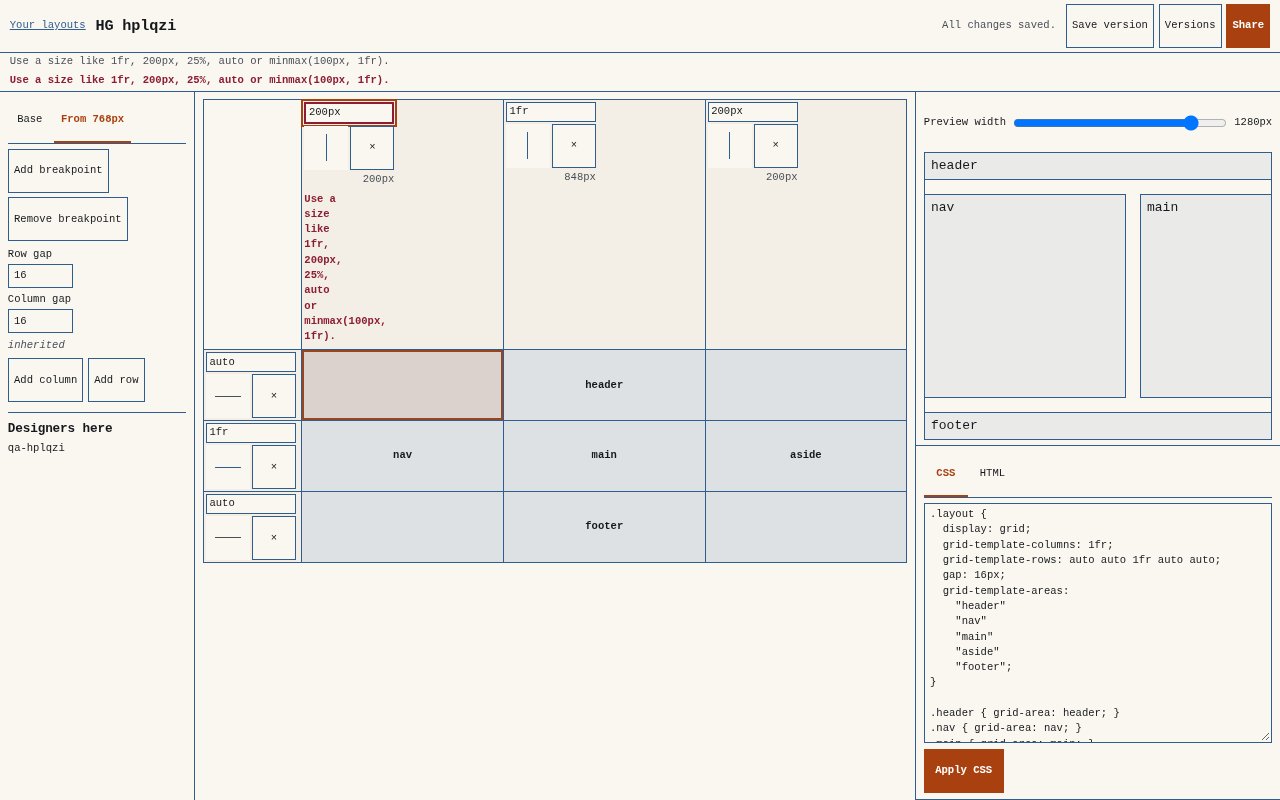 Your layouts HG hplqzi All changes saved. Save version Versions Share
Use a size like 1fr, 200px, 25%, auto or minmax(100px, 1fr).
Use a size like 1fr, 200px, 25%, auto or minmax(100px, 1fr).
Base From 768px
Add breakpoint
Remove breakpoint
Row gap
16
Column gap
16
inherited
Add column Add row
Designers here
qa-hplqzi
200px 1fr 200px
× × ×
200px 848px 200px
Use a
size
like
1fr,
200px,
25%,
auto
or
minmax(100px,
1fr).
auto
× header
1fr
× nav main aside
auto
× footer
Preview width 1280px
header
nav main
footer
CSS HTML
.layout {
  display: grid;
  grid-template-columns: 1fr;
  grid-template-rows: auto auto 1fr auto auto;
  gap: 16px;
  grid-template-areas:
    "header"
    "nav"
    "main"
    "aside"
    "footer";
}
.header { grid-area: header; }
.nav { grid-area: nav; }
.main { grid-area: main; }
Apply CSS